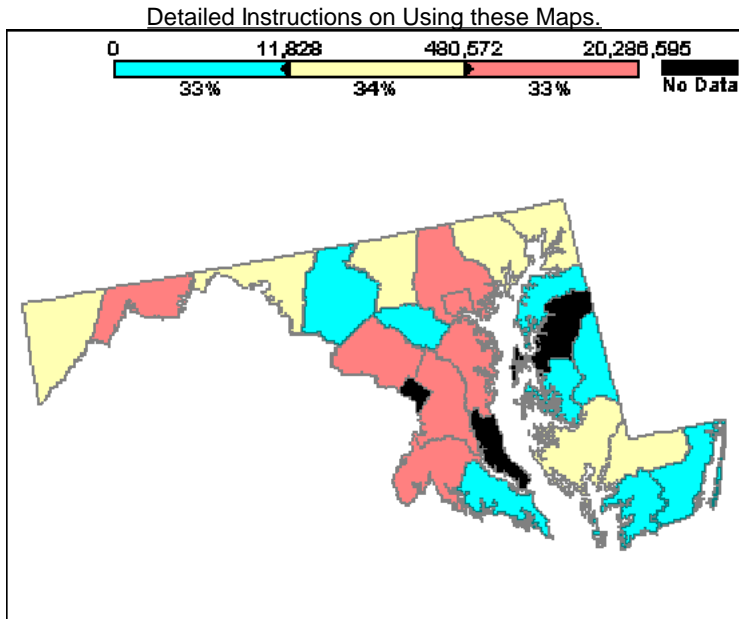 Detailed Instructions on Using these Maps.
0 11,828 480,572 20,286,595
33% 34% 33% No Data